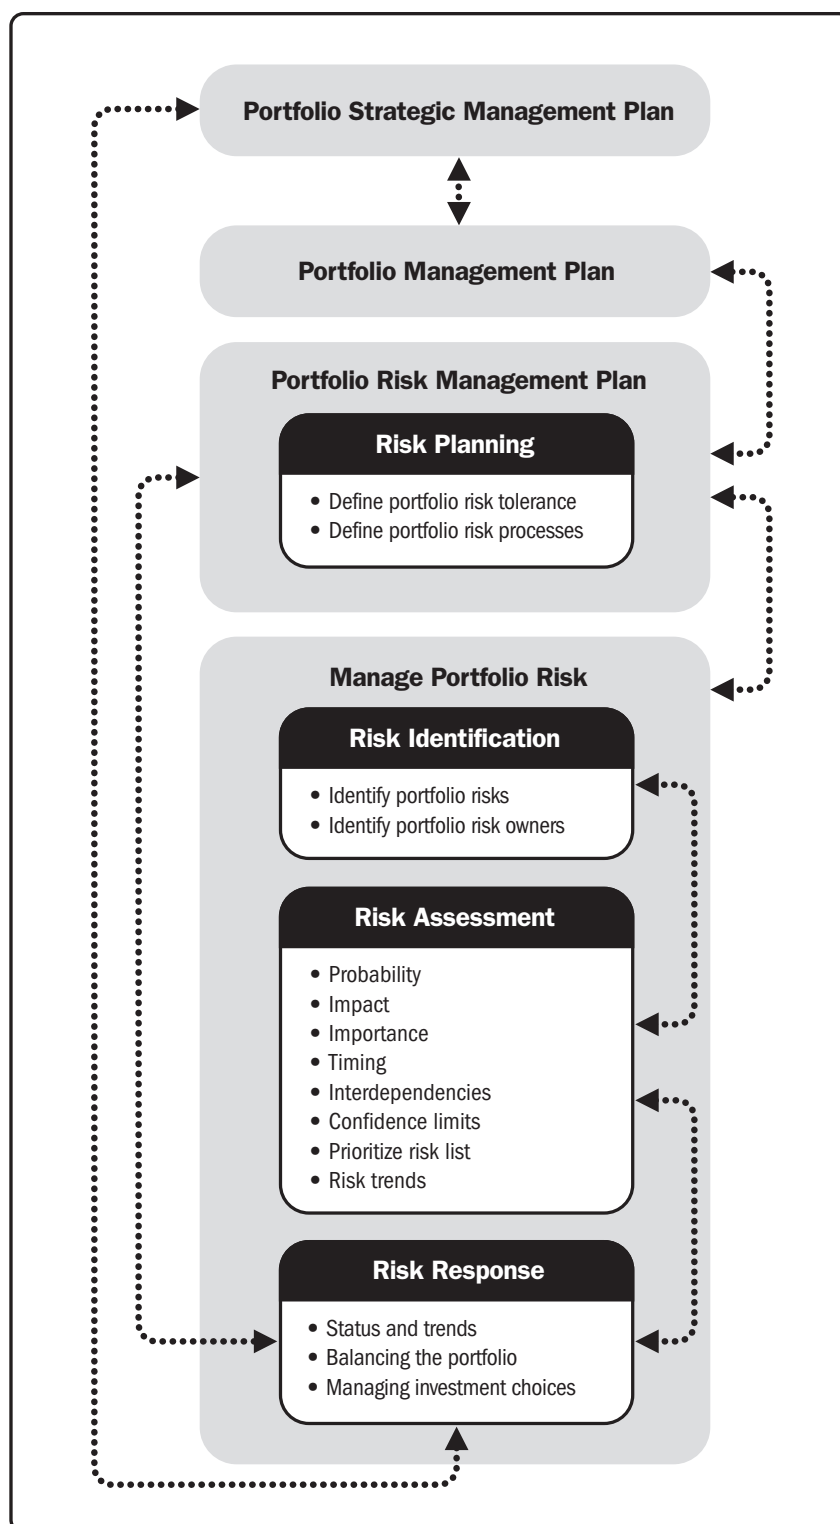 Portfolio Strategic Management Plan
Portfolio Management Plan
Portfolio Risk Management Plan
Risk Planning
• Define portfolio risk tolerance
• Define portfolio risk processes
Manage Portfolio Risk
Risk Identification
• Identify portfolio risks
• Identify portfolio risk owners
Risk Assessment
• Probability
• Impact
• Importance
• Timing
• Interdependencies
• Confidence limits
• Prioritize risk list
• Risk trends
Risk Response
• Status and trends
• Balancing the portfolio
• Managing investment choices